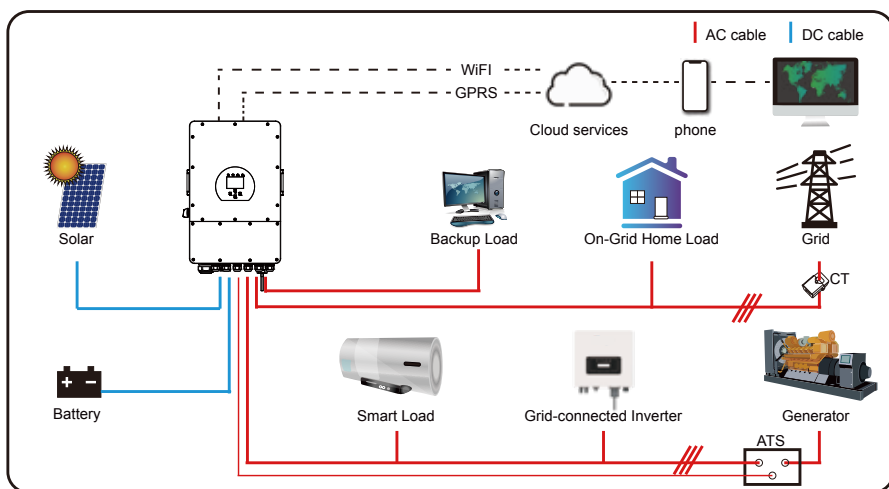 AC cable
DC cable
WiFI
GPRS
Cloud services
phone
Solar
Backup Load
On-Grid Home Load
Grid
CT
Battery
Smart Load
Grid-connected Inverter
Generator
ATS